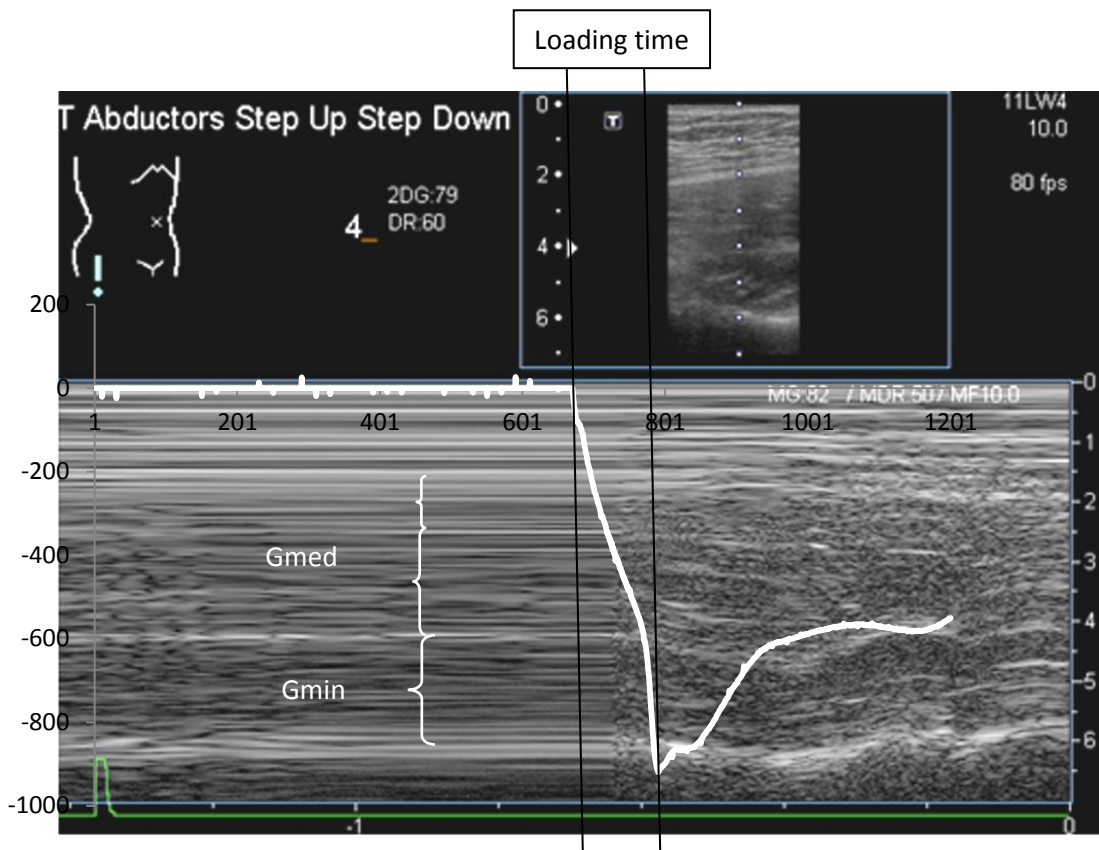 Loading time
T Abductors Step Up Step Down
11LW4
10.0
80 fps
2DG:79
DR:60
4_
T
0
2
4
6
200
0
-200
-400
-600
-800
-1000
MG:82 / MDR 50 / MF10.0
1
201
401
601
801
1001
1201
0
1
2
3
4
5
6
Gmed
Gmin
-1
0